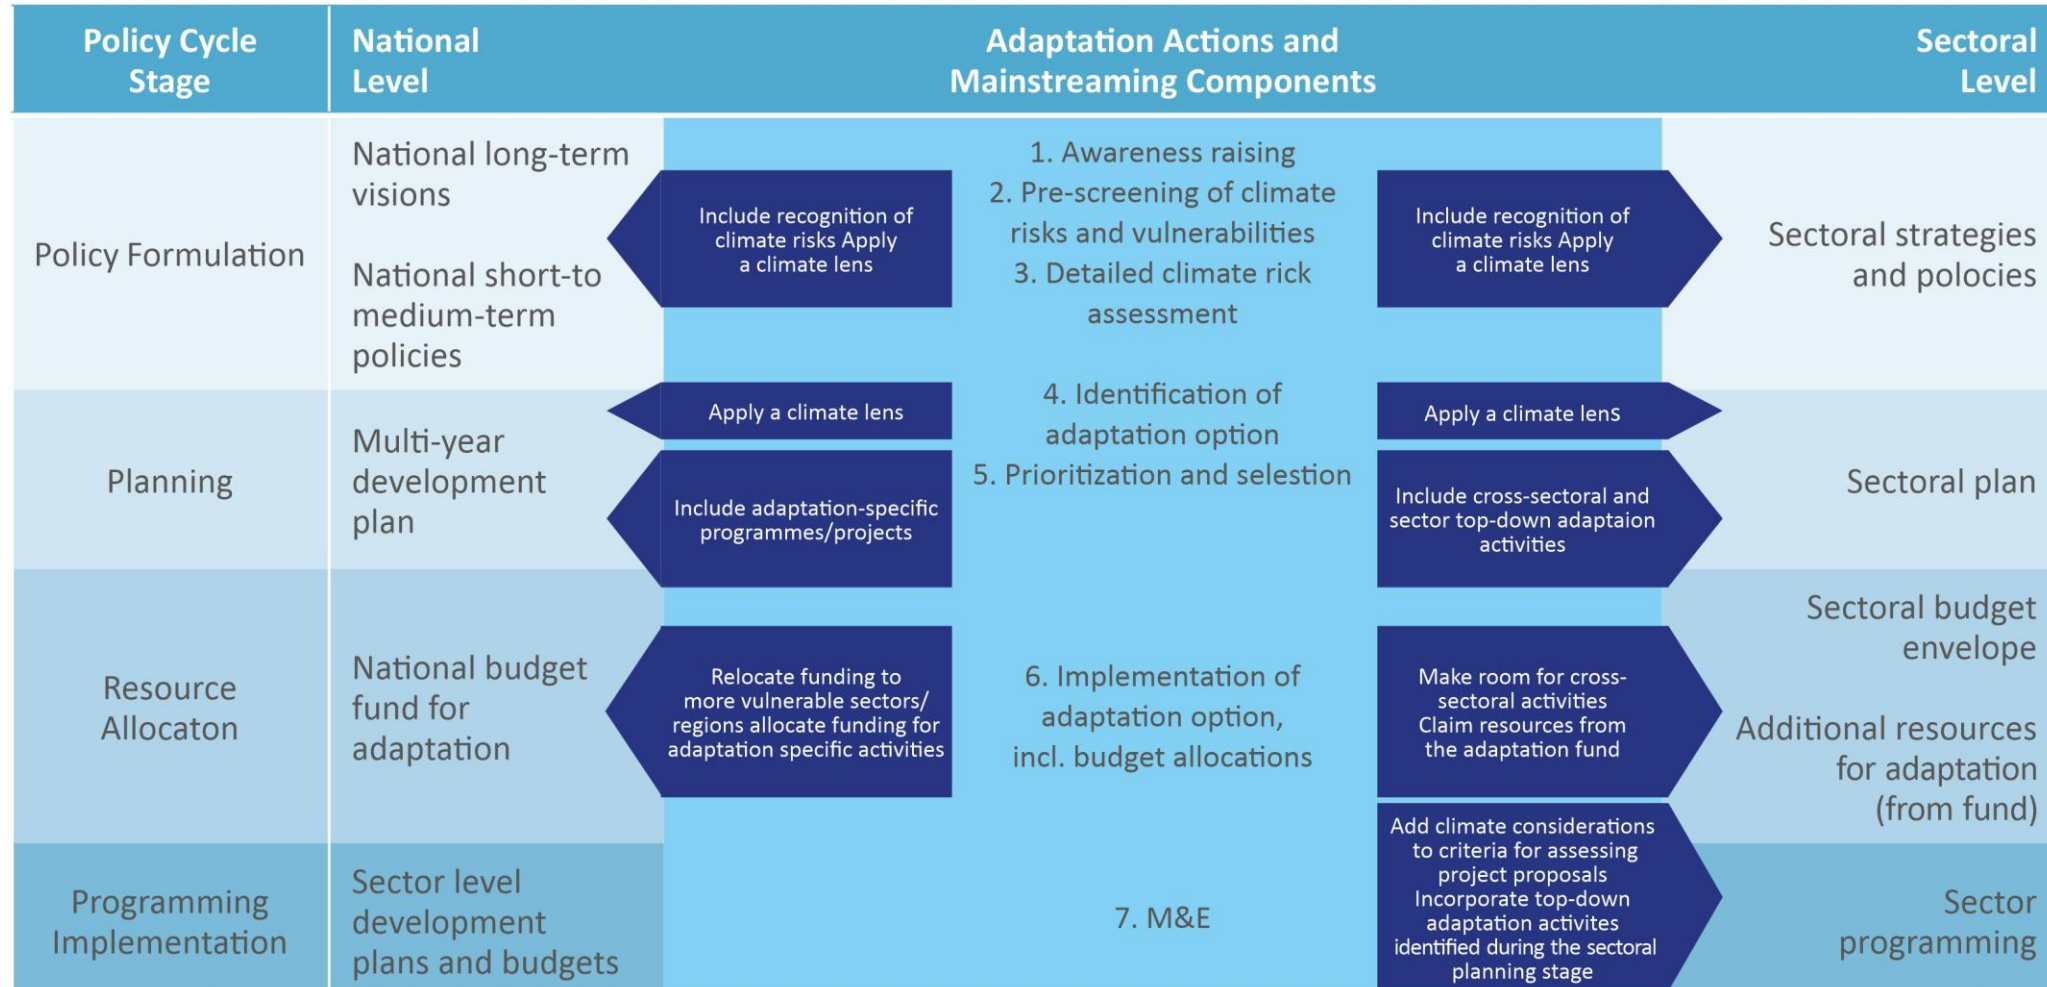 Policy Cycle
Stage
National
Level
Adaptation Actions and
Mainstreaming Components
Sectoral
Level
Policy Formulation
National long-term
visions
National short-to
medium-term
policies
Include recognition of
climate risks Apply
a climate lens
1. Awareness raising
2. Pre-screening of climate
risks and vulnerabilities
3. Detailed climate rick
assessment
Include recognition of
climate risks Apply
a climate lens
Sectoral strategies
and polocies
Planning
Multi-year
development
plan
Apply a climate lens
Include adaptation-specific
programmes/projects
4. Identification of
adaptation option
5. Prioritization and selestion
Apply a climate lens
Include cross-sectoral and
sector top-down adaptaion
activities
Sectoral plan
Resource
Allocaton
National budget
fund for
adaptation
Relocate funding to
more vulnerable sectors/
regions allocate funding for
adaptation specific activities
6. Implementation of
adaptation option,
incl. budget allocations
Make room for cross-
sectoral activities
Claim resources from
the adaptation fund
Sectoral budget
envelope
Additional resources
for adaptation
(from fund)
Programming
Implementation
Sector level
development
plans and budgets
7. M&E
Add climate considerations
to criteria for assessing
project proposals
Incorporate top-down
adaptation activites
identified during the sectoral
planning stage
Sector
programming